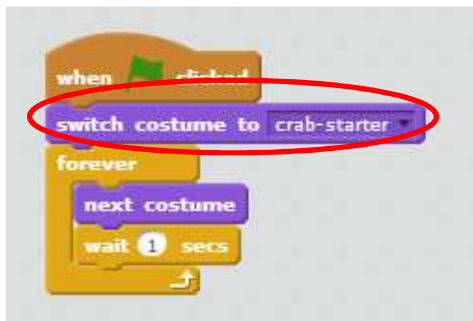 when clicked
switch costume to crab-starter
forever
next costume
wait 1 secs